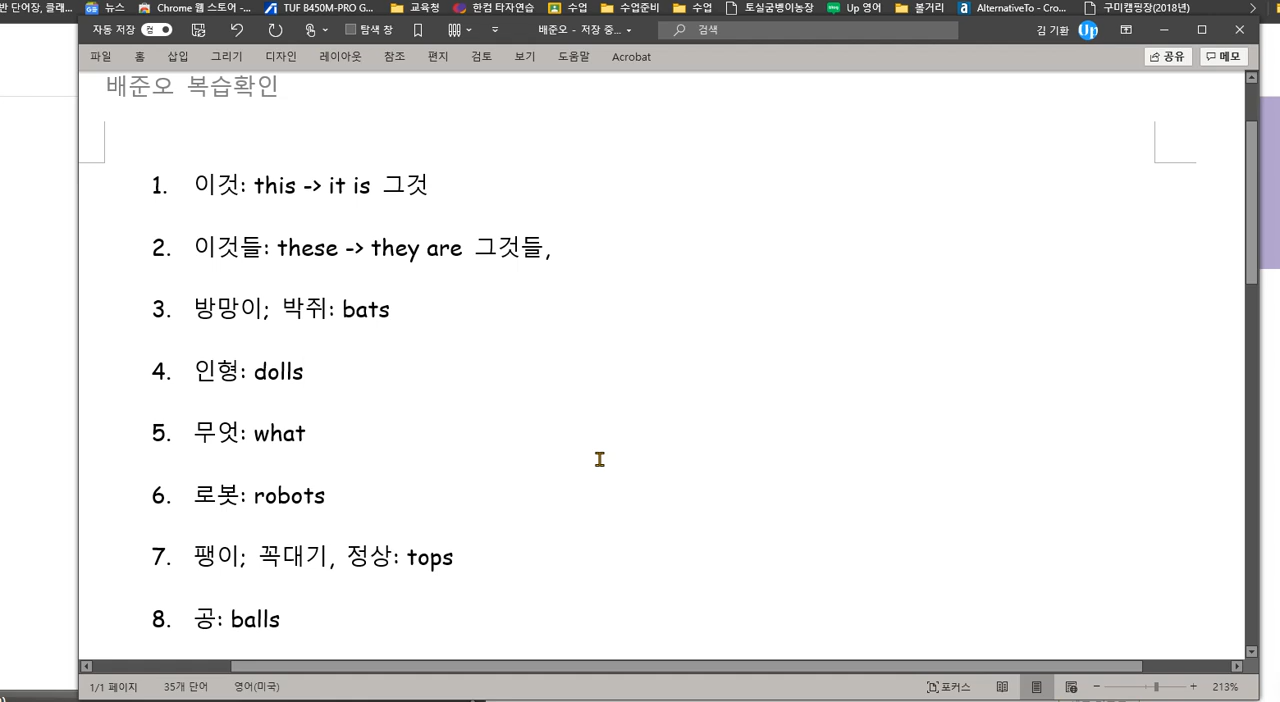 반 단어장, 클래... 뉴스 Chrome 웹 스토어 -... TUF B450M-PRO G... 교육청 한컴 타자연습 수업 수업준비 수업 토실굼벵이농장 Up 영어 볼거리 AlternativeTo - Cro... 구미캠핑장(2018년)
자동 저장 배준오 - 저장 중... 검색 김 기환 Up
탐색 창
파일 홈 삽입 그리기 디자인 레이아웃 참조 편지 검토 보기 도움말 Acrobat 공유 메모
배준오 복습확인
1. 이것: this -> it is 그것
2. 이것들: these -> they are 그것들,
3. 방망이; 박쥐: bats
4. 인형: dolls
5. 무엇: what
6. 로봇: robots
7. 팽이; 꼭대기, 정상: tops
8. 공: balls
1/1 페이지 35개 단어 영어(미국) 포커스 213%